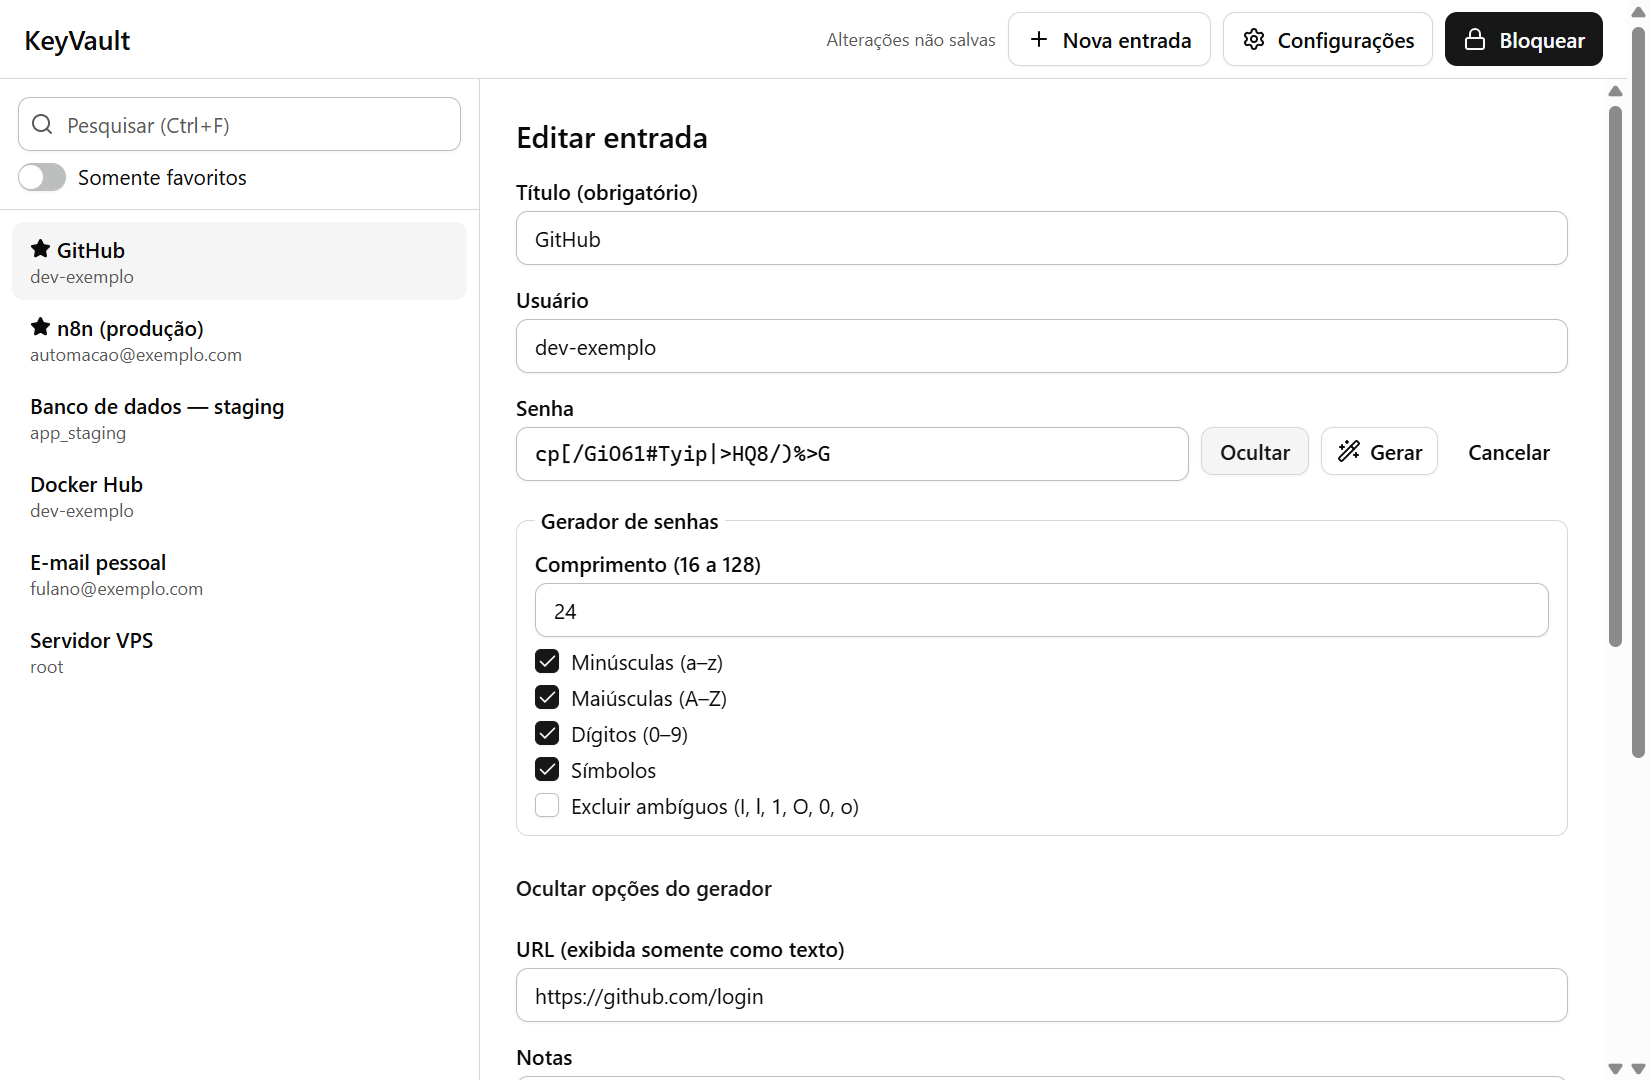 KeyVault
Alterações não salvas
Nova entrada
Configurações
Bloquear
Pesquisar (Ctrl+F)
Somente favoritos
GitHub
dev-exemplo
n8n (produção)
automacao@exemplo.com
Banco de dados — staging
app_staging
Docker Hub
dev-exemplo
E-mail pessoal
fulano@exemplo.com
Servidor VPS
root
Editar entrada
Título (obrigatório)
GitHub
Usuário
dev-exemplo
Senha
cp[/GiO61#Tyip|>HQ8/)%>G
Ocultar
Gerar
Cancelar
Gerador de senhas
Comprimento (16 a 128)
24
Minúsculas (a–z)
Maiúsculas (A–Z)
Dígitos (0–9)
Símbolos
Excluir ambíguos (I, l, 1, O, 0, o)
Ocultar opções do gerador
URL (exibida somente como texto)
https://github.com/login
Notas